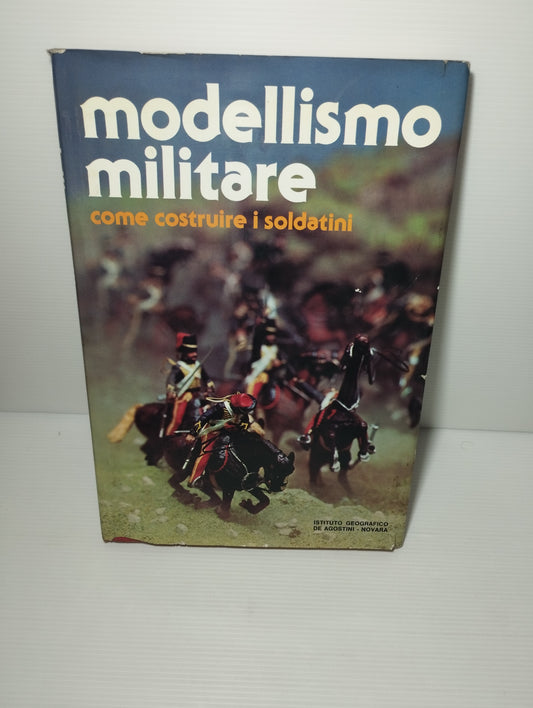 modellismo
militare
come costruire i soldatini
ISTITUTO GEOGRAFICO
DE AGOSTINI - NOVARA